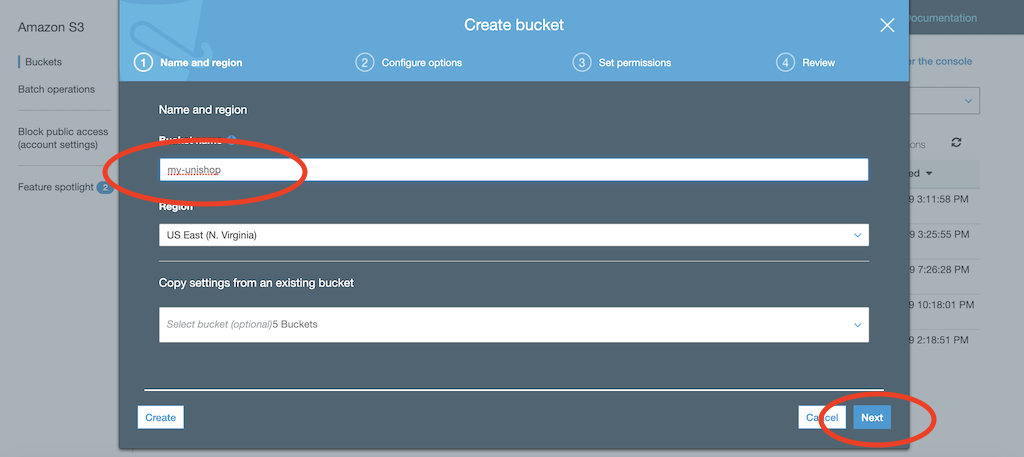 Amazon S3
Buckets
Batch operations
Block public access
(account settings)
Feature spotlight 2
Create bucket
1 Name and region
2 Configure options
3 Set permissions
4 Review
Name and region
Bucket name
my-unishop
Region
US East (N. Virginia)
Copy settings from an existing bucket
Select bucket (optional)5 Buckets
Create
Cancel
Next
Documentation
the console
9 3:11:58 PM
9 3:25:55 PM
9 7:26:28 PM
9 10:18:01 PM
9 2:18:51 PM